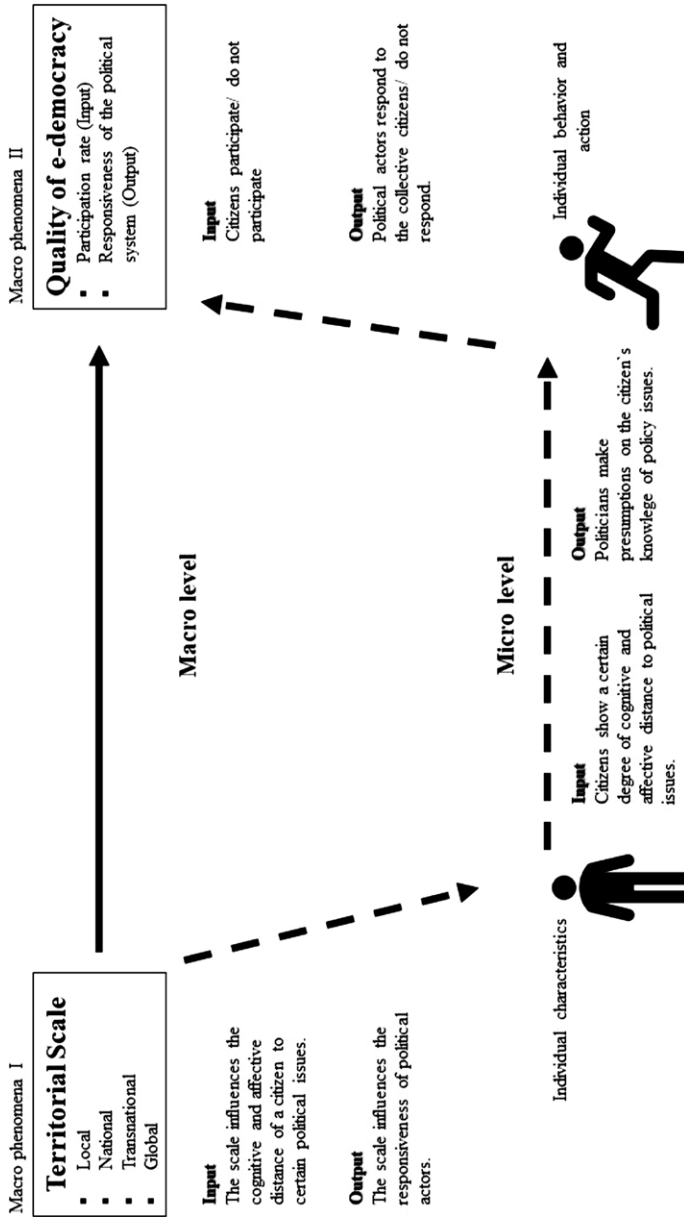 Macro phenomena I
Territorial Scale
▪ Local
▪ National
▪ Transnational
▪ Global
Macro phenomena II
Quality of e-democracy
▪ Participation rate (Input)
▪ Responsiveness of the political
system (Output)
Input
The scale influences the
cognitive and affective
distance of a citizen to
certain political issues.
Output
The scale influences the
responsiveness of political
actors.
Macro level
Input
Citizens participate/ do not
participate
Output
Political actors respond to
the collective citizens/ do not
respond.
Micro level
Individual characteristics
Input
Citizens show a certain
degree of cognitive and
affective distance to political
issues.
Output
Politicians make
presumptions on the citizen`s
knowlege of policy issues.
Individual behavior and
action